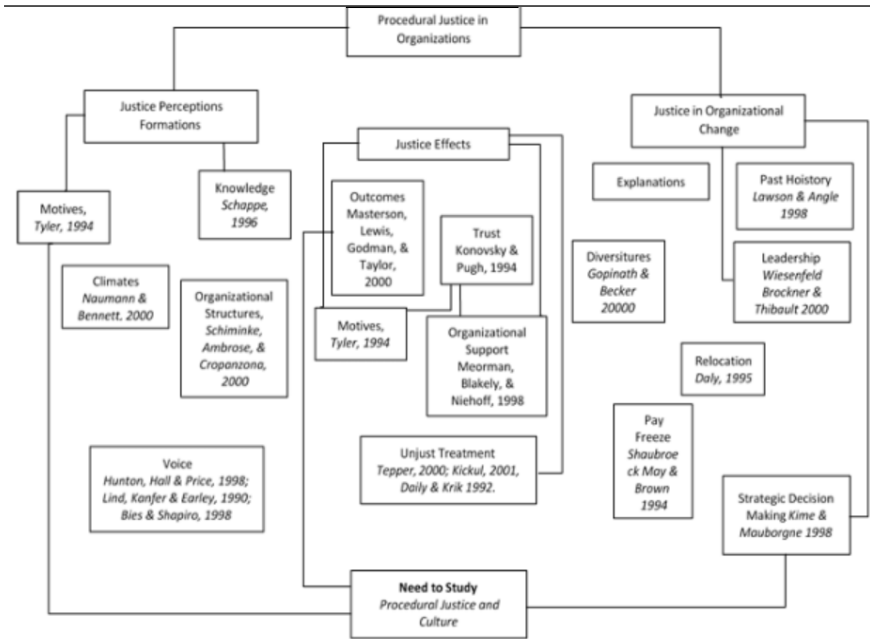 Procedural Justice in
Organizations
Justice Perceptions
Formations
Justice in Organizational
Change
Justice Effects
Knowledge
Schappe,
1996
Motives,
Tyler, 1994
Outcomes
Masterson,
Lewis,
Godman, &
Taylor,
2000
Trust
Konovsky &
Pugh, 1994
Explanations
Past Hoistory
Lawson & Angle
1998
Climates
Naumann &
Bennett, 2000
Organizational
Structures,
Schiminke,
Ambrose, &
Cropanzona,
2000
Motives,
Tyler, 1994
Organizational
Support
Meorman,
Blakely, &
Niehoff, 1998
Diversitures
Gopinath &
Becker
20000
Leadership
Wiesenfeld
Brockner &
Thibault 2000
Relocation
Daly, 1995
Voice
Hunton, Hall & Price, 1998;
Lind, Kanfer & Earley, 1990;
Bies & Shapiro, 1998
Unjust Treatment
Tepper, 2000; Kickul, 2001,
Daily & Krik 1992.
Pay
Freeze
Shaubroe
ck May &
Brown
1994
Strategic Decision
Making Kime &
Mauborgne 1998
Need to Study
Procedural Justice and
Culture